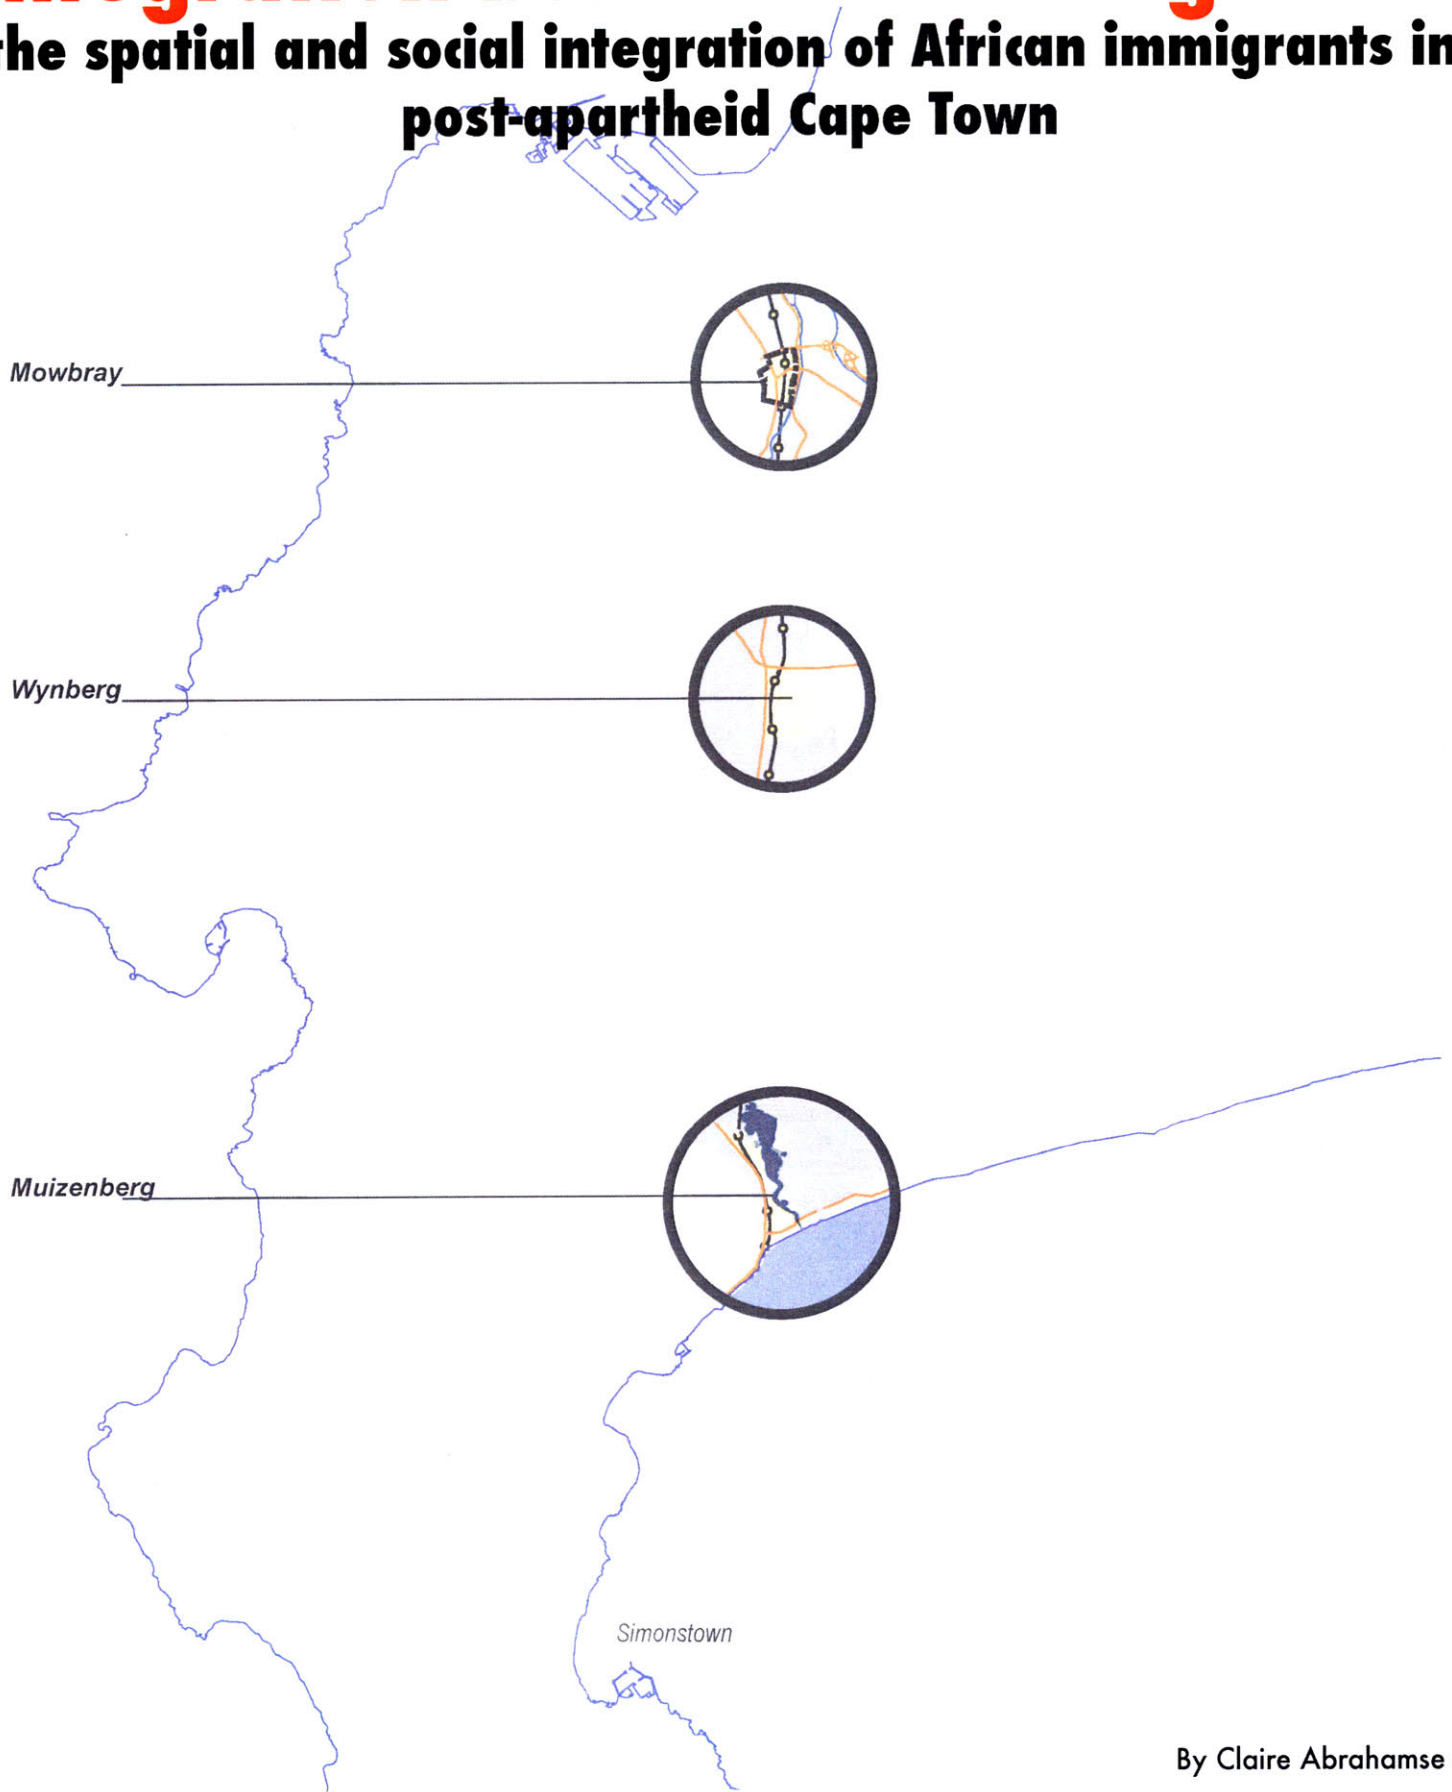 the spatial and social integration of African immigrants in
post-apartheid Cape Town
Mowbray
Wynberg
Muizenberg
Simonstown
By Claire Abrahamse